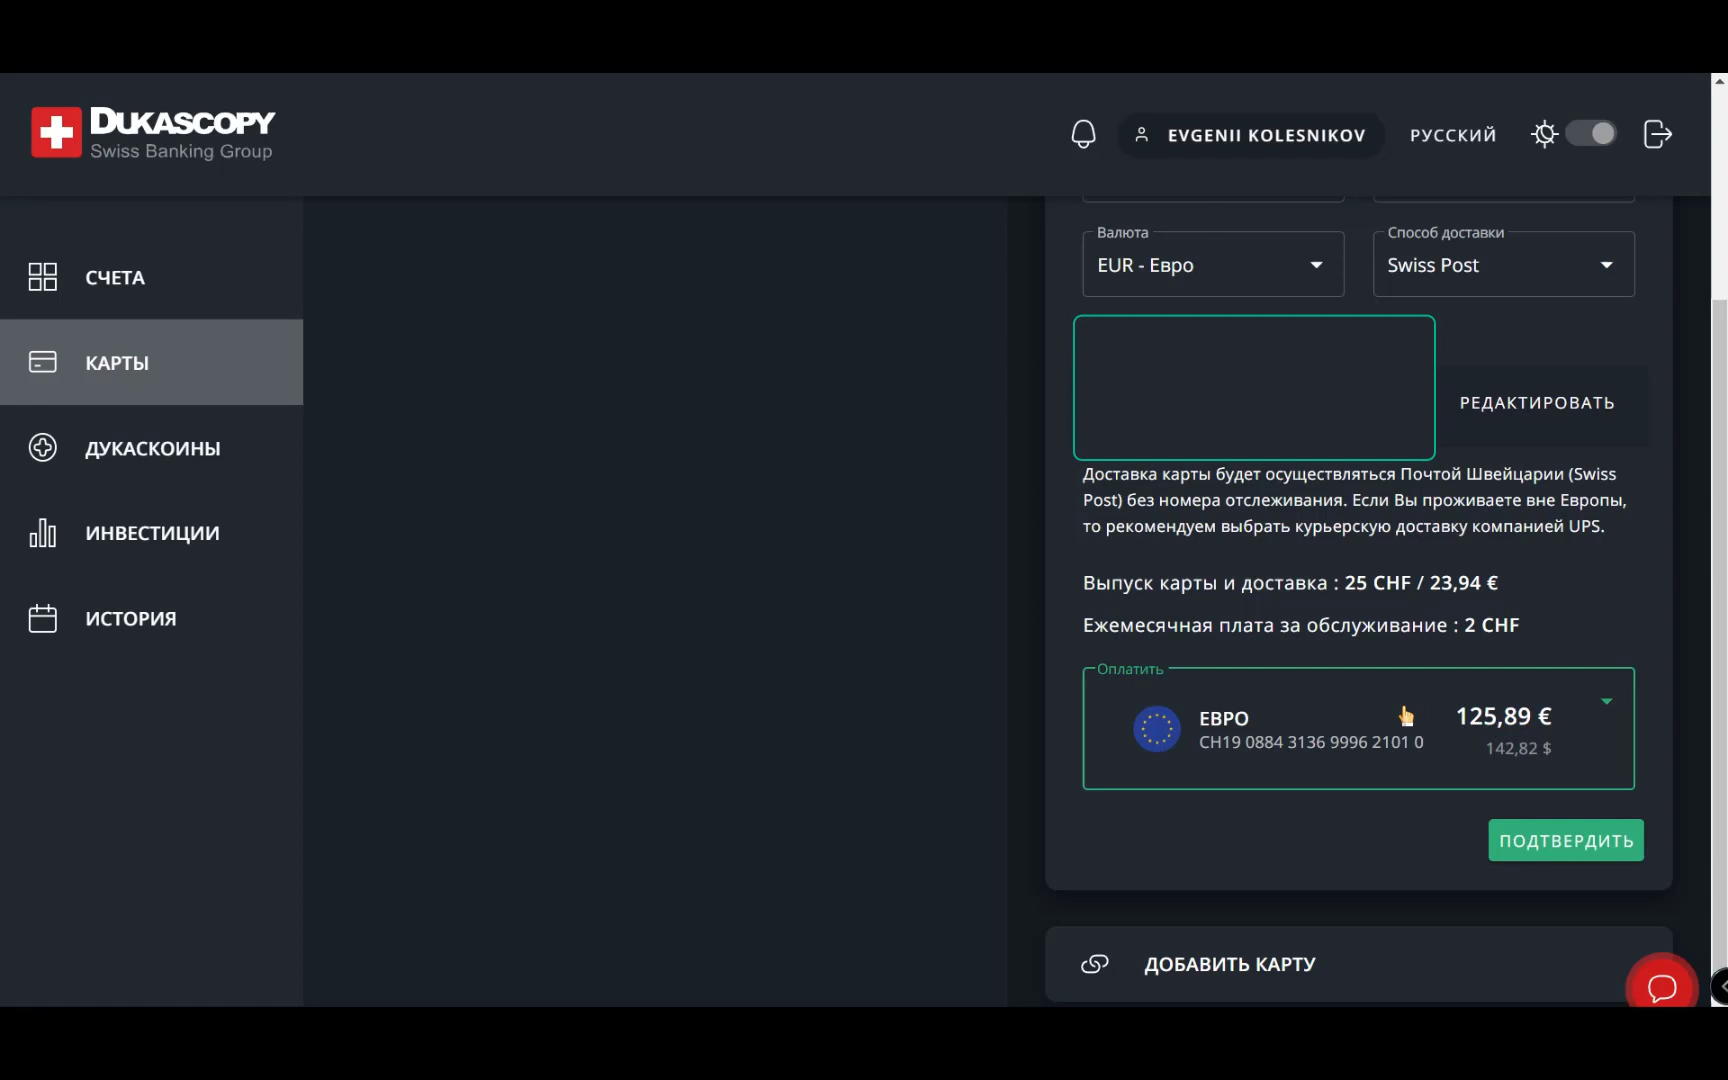 DUKASCOPY
Swiss Banking Group
EVGENII KOLESNIKOV
РУССКИЙ
СЧЕТА
КАРТЫ
ДУКАСКОИНЫ
ИНВЕСТИЦИИ
ИСТОРИЯ
Валюта
EUR - Евро
Способ доставки
Swiss Post
РЕДАКТИРОВАТЬ
Доставка карты будет осуществляться Почтой Швейцарии (Swiss
Post) без номера отслеживания. Если Вы проживаете вне Европы,
то рекомендуем выбрать курьерскую доставку компанией UPS.
Выпуск карты и доставка : 25 CHF / 23,94 €
Ежемесячная плата за обслуживание : 2 CHF
Оплатить
ЕВРО
CH19 0884 3136 9996 2101 0
125,89 €
142,82 $
ПОДТВЕРДИТЬ
ДОБАВИТЬ КАРТУ